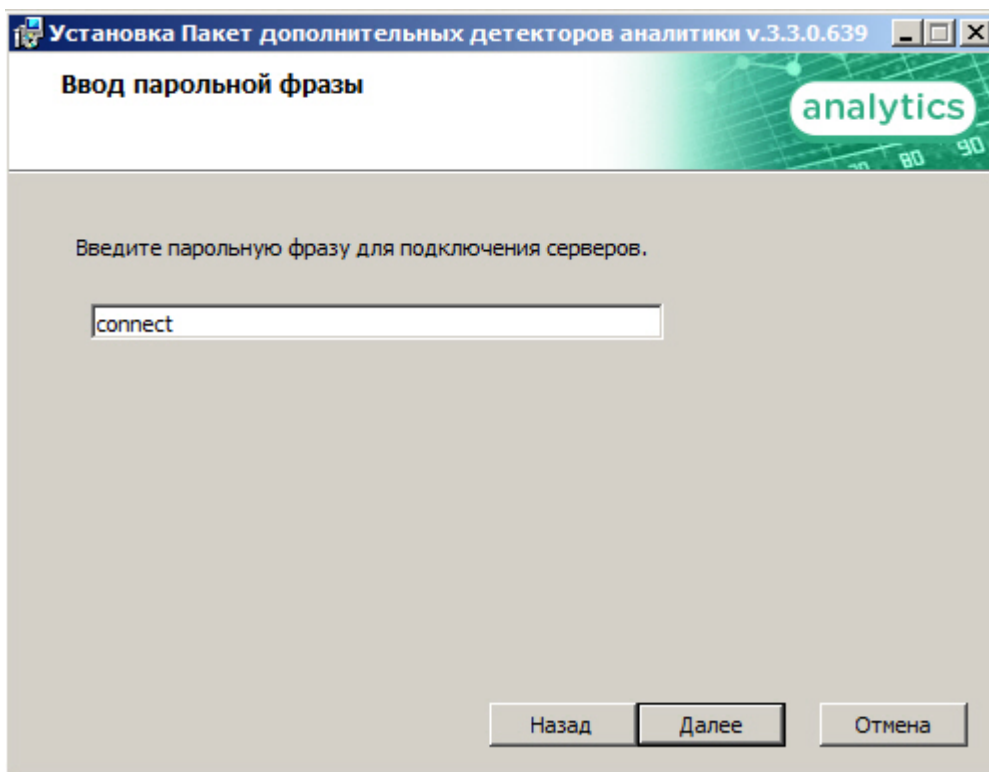 Установка Пакет дополнительных детекторов аналитики v.3.3.0.639
Ввод парольной фразы
analytics
80 90
Введите парольную фразу для подключения серверов.
connect
Назад Далее Отмена